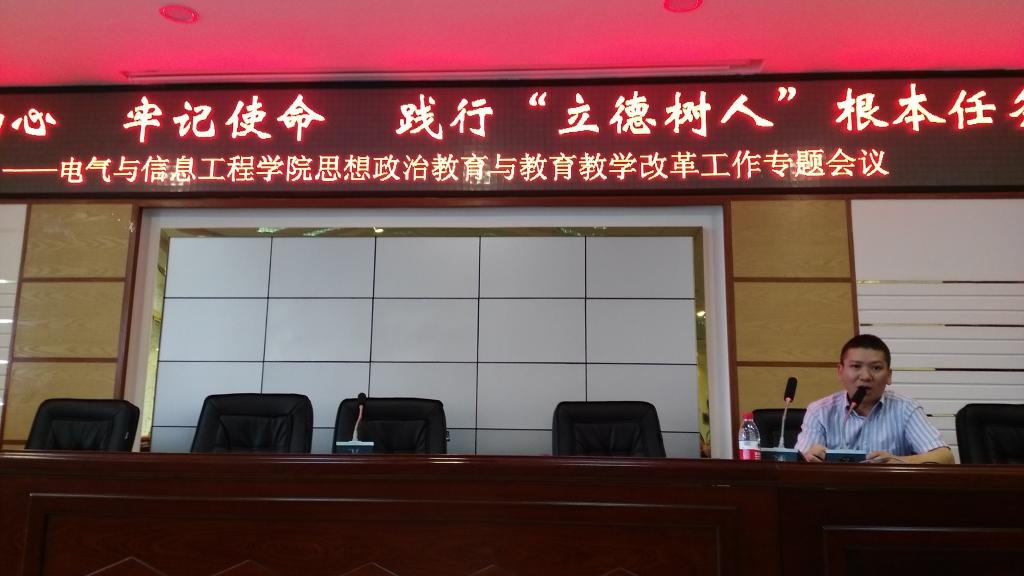 心 牢记使命 践行“立德树人”根本任务
——电气与信息工程学院思想政治教育与教育教学改革工作专题会议